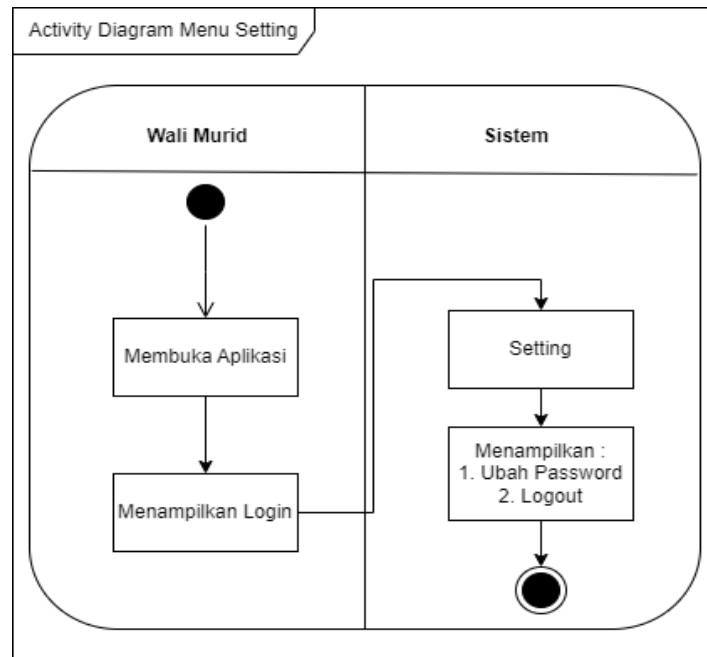 Activity Diagram Menu Setting
Wali Murid
Sistem
Membuka Aplikasi
Menampilkan Login
Setting
Menampilkan :
1. Ubah Password
2. Logout